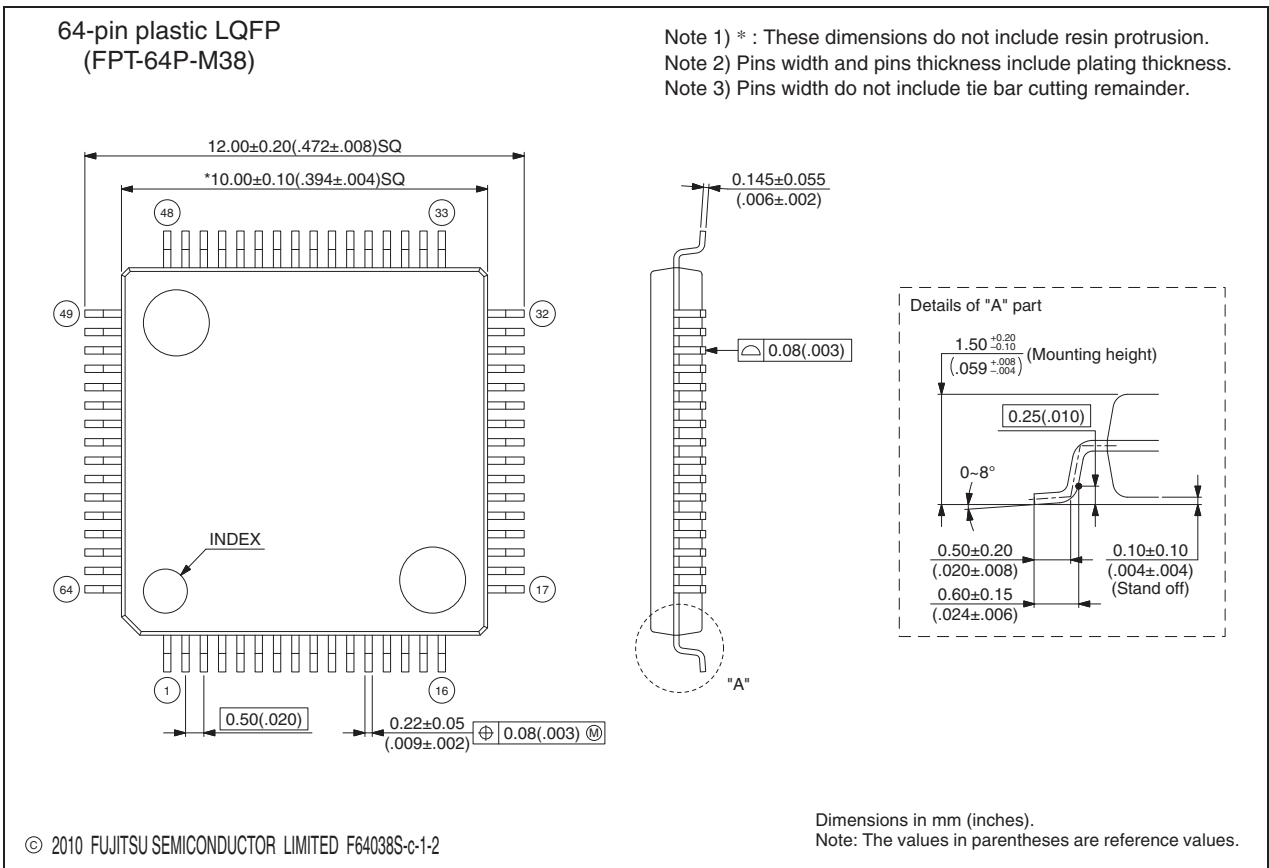 64-pin plastic LQFP
(FPT-64P-M38)
Note 1) * : These dimensions do not include resin protrusion.
Note 2) Pins width and pins thickness include plating thickness.
Note 3) Pins width do not include tie bar cutting remainder.
12.00±0.20(.472±.008)SQ
*10.00±0.10(.394±.004)SQ
48
33
49
32
INDEX
64
17
1
16
0.50(.020)
0.22±0.05
(.009±.002)
⌖ 0.08(.003) Ⓜ
0.145±0.055
(.006±.002)
⌓ 0.08(.003)
"A"
Details of "A" part
1.50 +0.20 –0.10
(.059 +.008 –.004)
(Mounting height)
0.25(.010)
0~8°
0.50±0.20
(.020±.008)
0.60±0.15
(.024±.006)
0.10±0.10
(.004±.004)
(Stand off)
© 2010 FUJITSU SEMICONDUCTOR LIMITED F64038S-c-1-2
Dimensions in mm (inches).
Note: The values in parentheses are reference values.